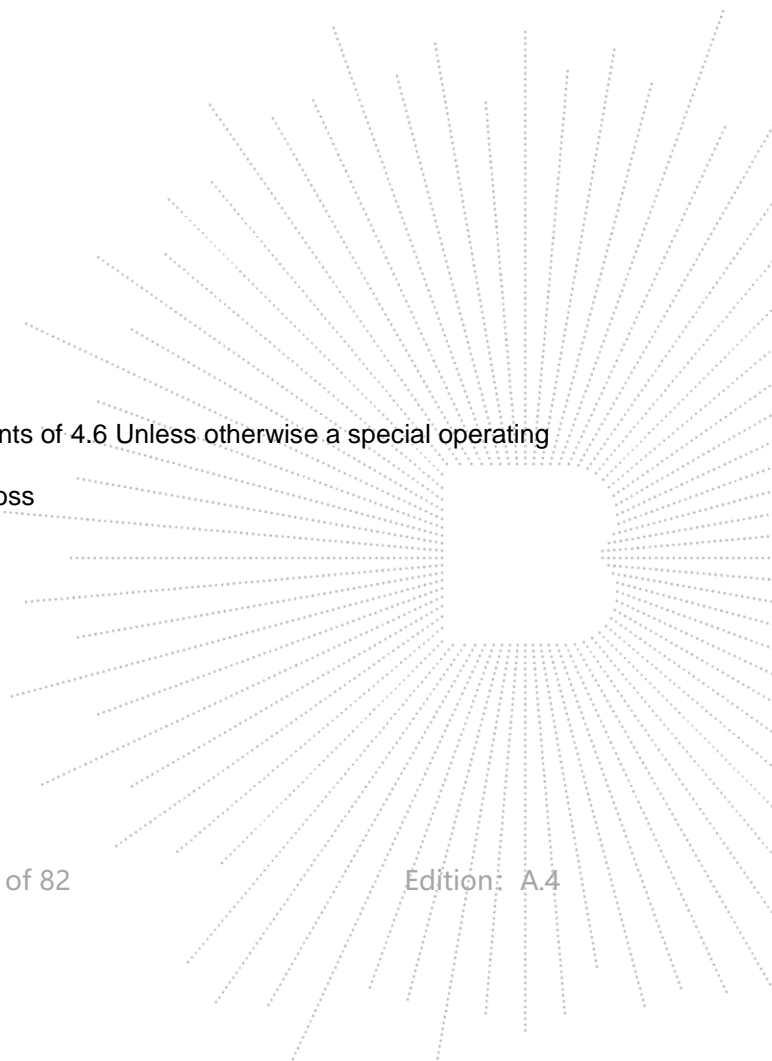 nts of 4.6 Unless otherwise a special operating
oss
of 82 Edition: A.4